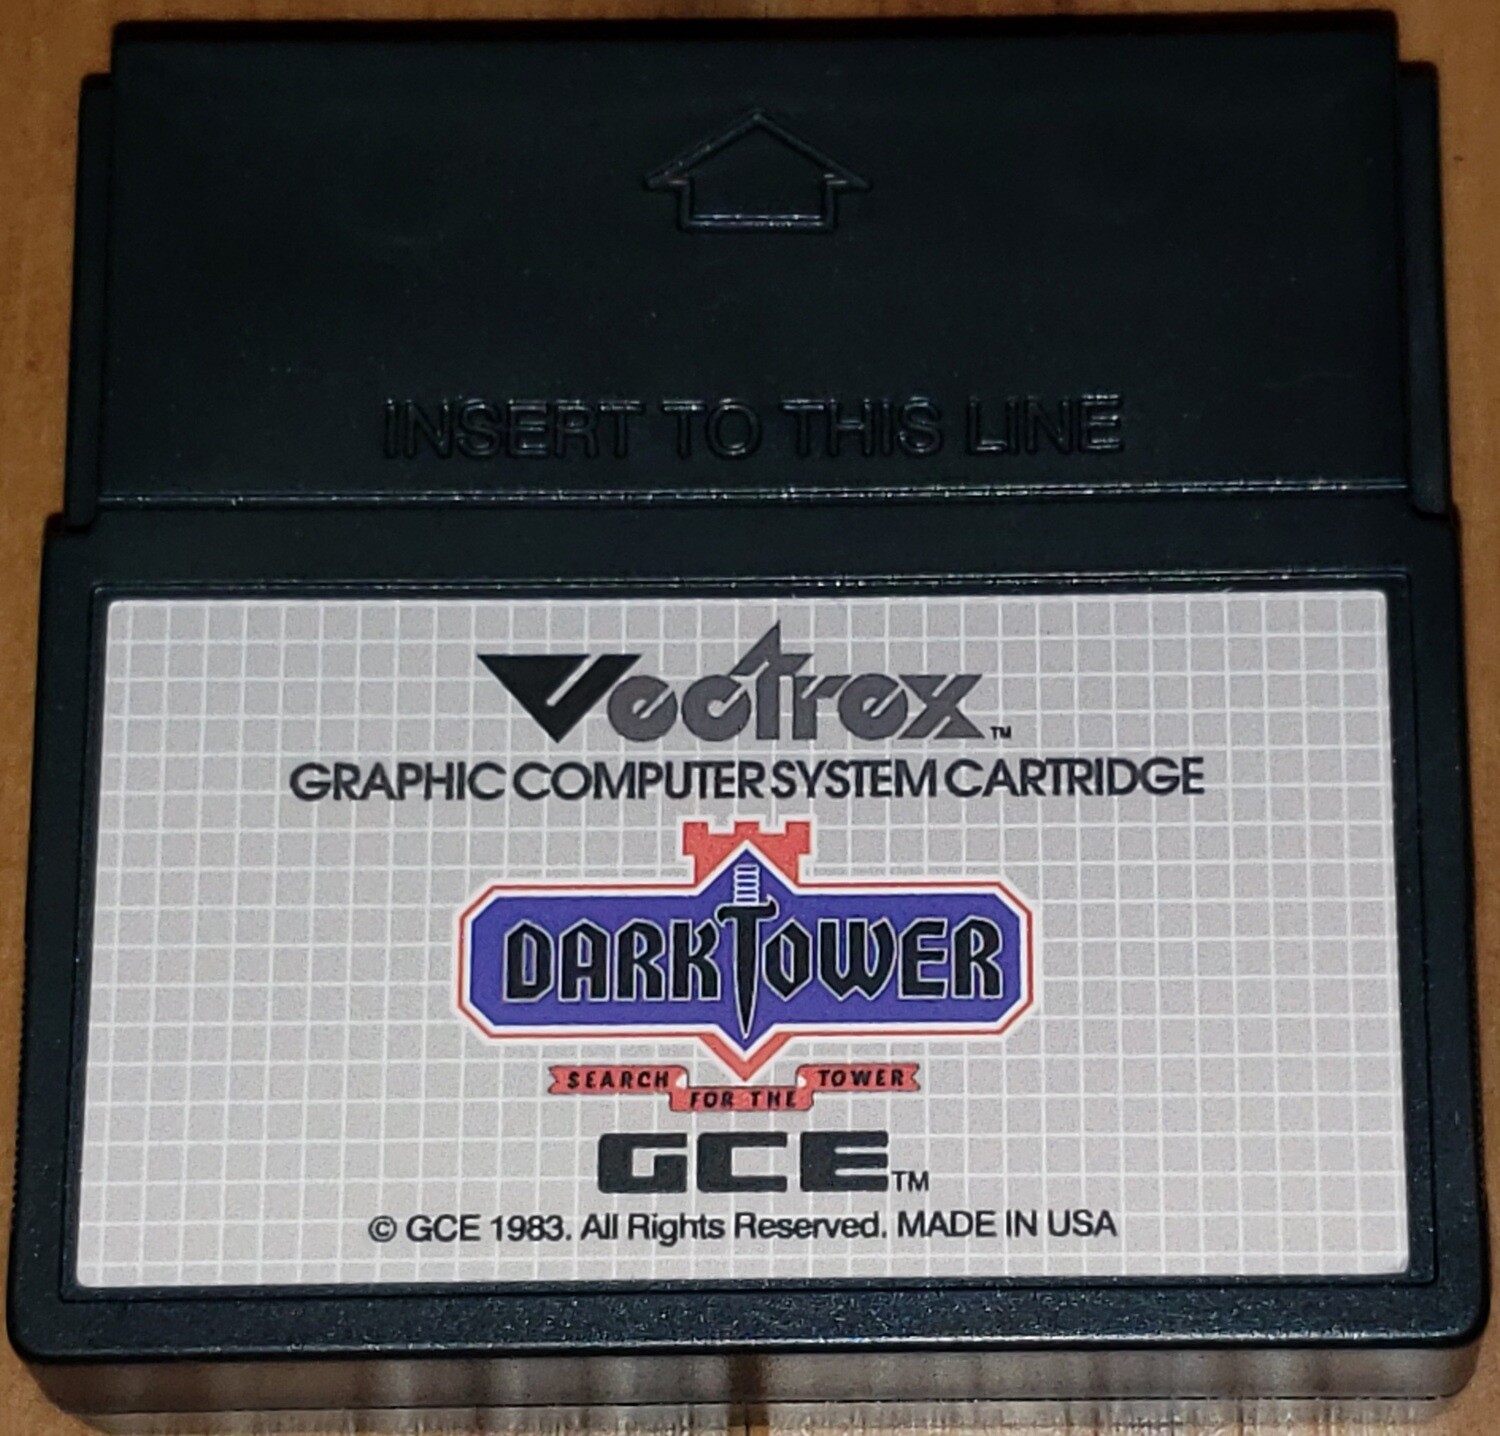 INSERT TO THIS LINE
Vectrex™
GRAPHIC COMPUTER SYSTEM CARTRIDGE
DARK TOWER
SEARCH FOR THE TOWER
GCE™
© GCE 1983. All Rights Reserved. MADE IN USA